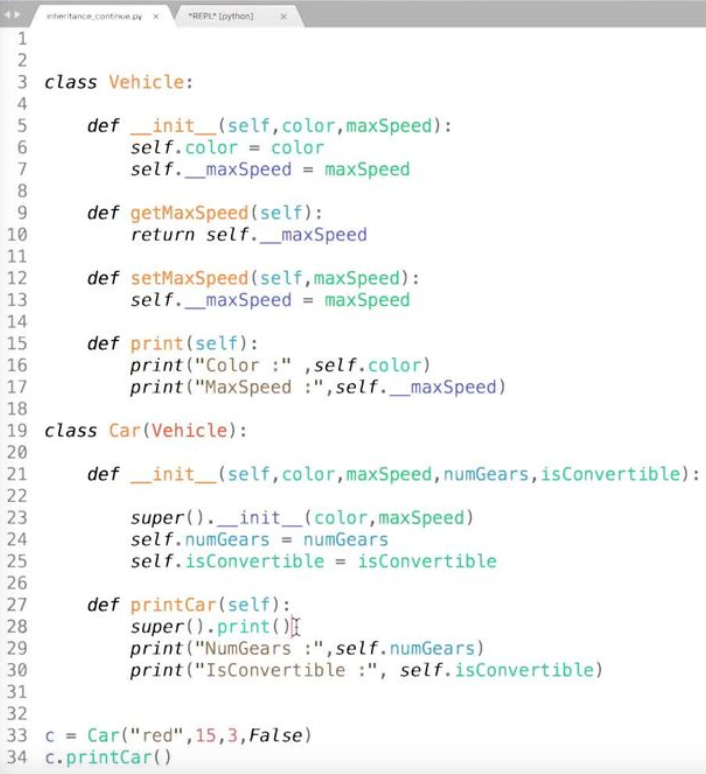 inheritance_continue.py × *REPL* [python] ×
1
2
3 class Vehicle:
4
5 def __init__(self,color,maxSpeed):
6 self.color = color
7 self.__maxSpeed = maxSpeed
8
9 def getMaxSpeed(self):
10 return self.__maxSpeed
11
12 def setMaxSpeed(self,maxSpeed):
13 self.__maxSpeed = maxSpeed
14
15 def print(self):
16 print("Color :" ,self.color)
17 print("MaxSpeed :",self.__maxSpeed)
18
19 class Car(Vehicle):
20
21 def __init__(self,color,maxSpeed,numGears,isConvertible):
22
23 super().__init__(color,maxSpeed)
24 self.numGears = numGears
25 self.isConvertible = isConvertible
26
27 def printCar(self):
28 super().print()
29 print("NumGears :",self.numGears)
30 print("IsConvertible :", self.isConvertible)
31
32
33 c = Car("red",15,3,False)
34 c.printCar()